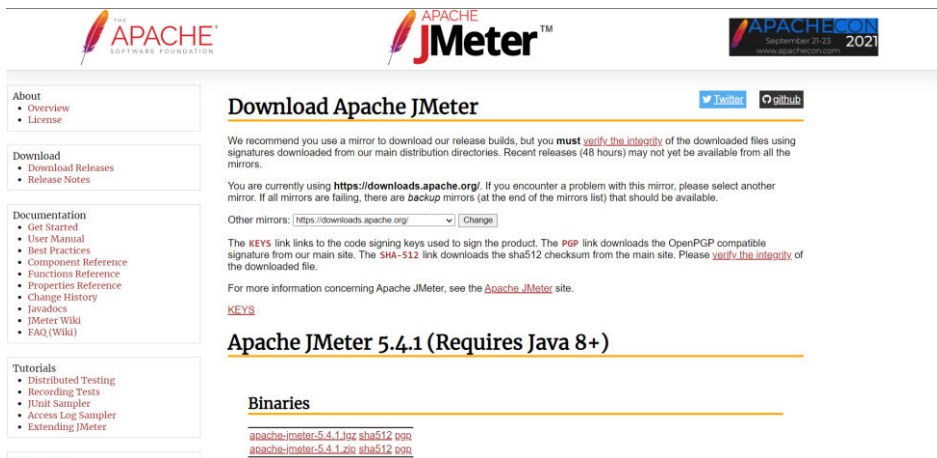 THE
APACHE
SOFTWARE FOUNDATION
APACHE
JMeter™
APACHECON
September 21-23 2021
www.apachecon.com
About
Overview
License
Download
Download Releases
Release Notes
Documentation
Get Started
User Manual
Best Practices
Component Reference
Functions Reference
Properties Reference
Change History
Javadocs
JMeter Wiki
FAQ (Wiki)
Tutorials
Distributed Testing
Recording Tests
JUnit Sampler
Access Log Sampler
Extending JMeter
Twitter github
Download Apache JMeter
We recommend you use a mirror to download our release builds, but you must verify the integrity of the downloaded files using
signatures downloaded from our main distribution directories. Recent releases (48 hours) may not yet be available from all the
mirrors.
You are currently using https://downloads.apache.org/. If you encounter a problem with this mirror, please select another
mirror. If all mirrors are failing, there are backup mirrors (at the end of the mirrors list) that should be available.
Other mirrors: https://downloads.apache.org/ Change
The KEYS link links to the code signing keys used to sign the product. The PGP link downloads the OpenPGP compatible
signature from our main site. The SHA-512 link downloads the sha512 checksum from the main site. Please verify the integrity of
the downloaded file.
For more information concerning Apache JMeter, see the Apache JMeter site.
KEYS
Apache JMeter 5.4.1 (Requires Java 8+)
Binaries
apache-jmeter-5.4.1.tgz sha512 pgp
apache-jmeter-5.4.1.zip sha512 pgp